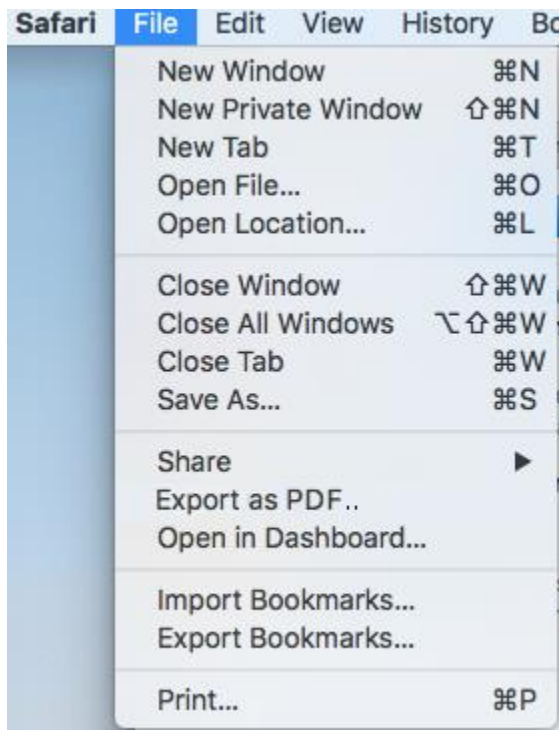 Safari File Edit View History
New Window ⌘N
New Private Window ⇧⌘N
New Tab ⌘T
Open File... ⌘O
Open Location... ⌘L
Close Window ⇧⌘W
Close All Windows ⌥⇧⌘W
Close Tab ⌘W
Save As... ⌘S
Share ▶
Export as PDF..
Open in Dashboard...
Import Bookmarks...
Export Bookmarks...
Print... ⌘P